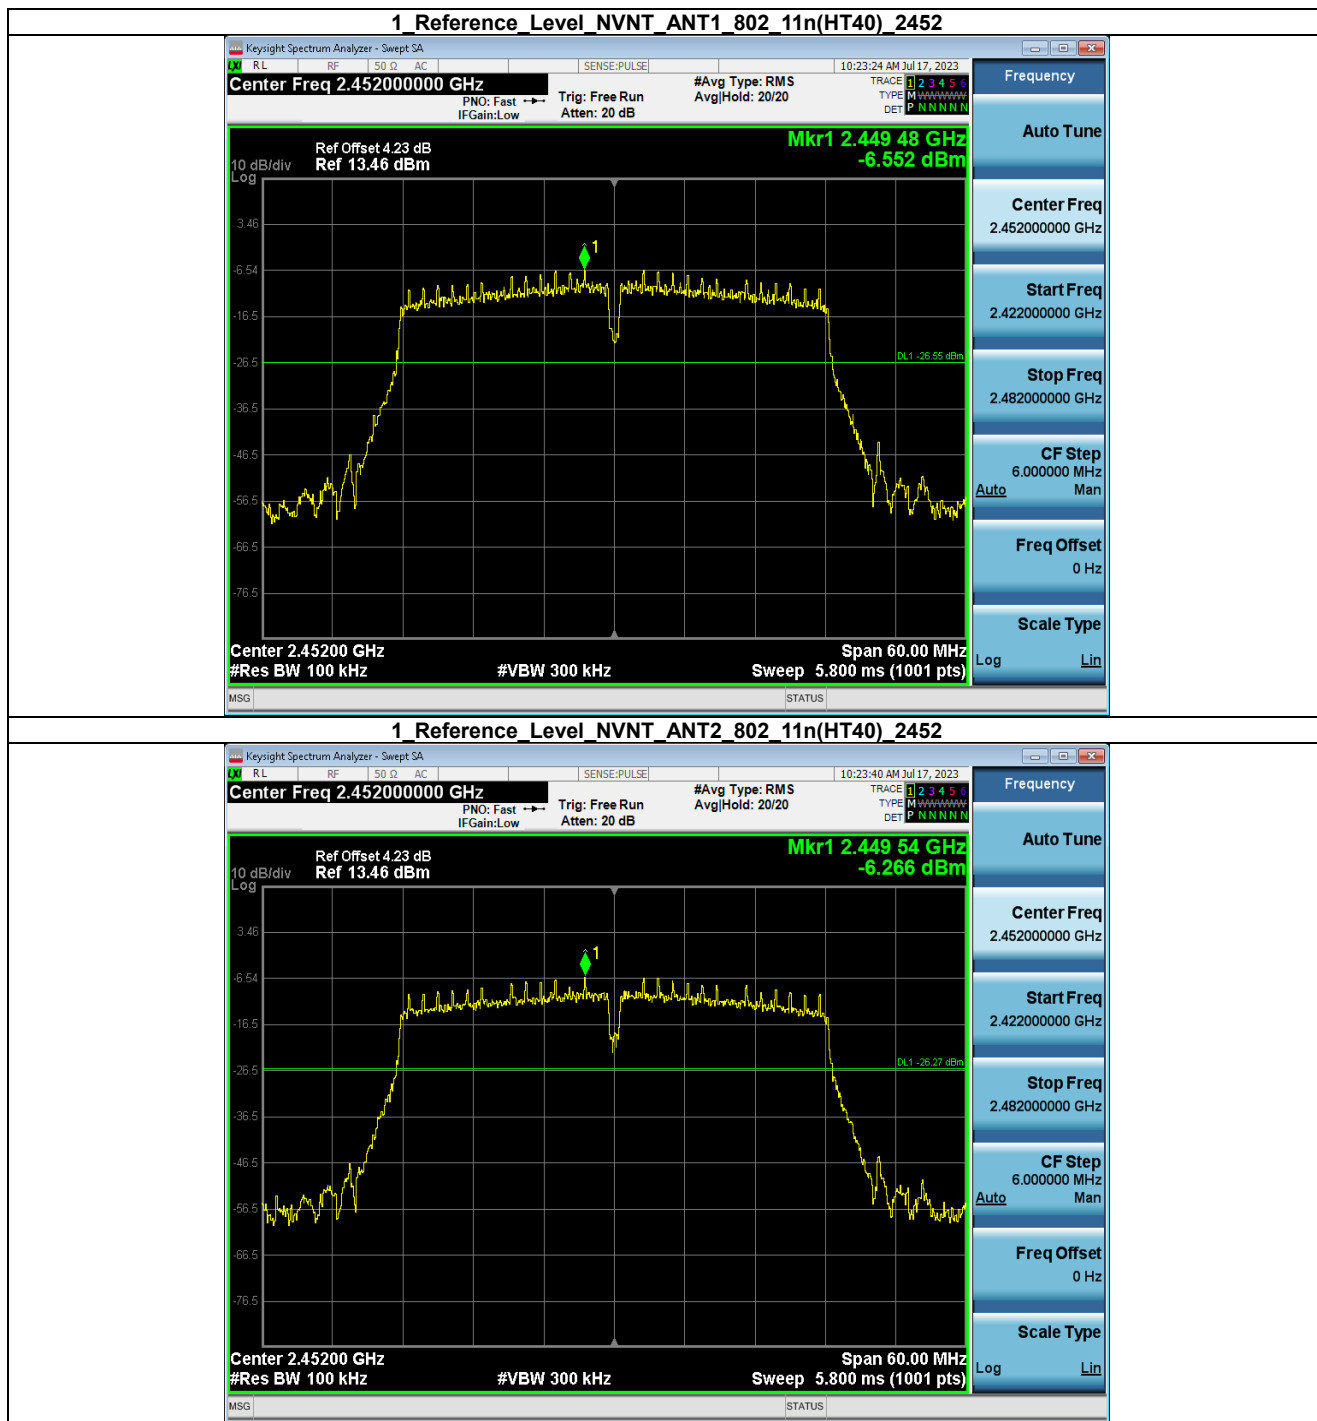 1_Reference_Level_NVNT_ANT1_802_11n(HT40)_2452
Keysight Spectrum Analyzer - Swept SA
LXI RL RF 50 Ω AC SENSE:PULSE 10:23:24 AM Jul 17, 2023
Center Freq 2.452000000 GHz #Avg Type: RMS TRACE 1 2 3 4 5 6
PNO: Fast Trig: Free Run Avg|Hold: 20/20 TYPE M WWWWW
IFGain:Low Atten: 20 dB DET P N N N N N
Frequency
Auto Tune
Mkr1 2.449 48 GHz
-6.552 dBm
Ref Offset 4.23 dB
10 dB/div Ref 13.46 dBm
Log
3.46
-6.54
-16.5
-26.5
-36.5
-46.5
-56.5
-66.5
-76.5
1
DL1 -26.55 dBm
Center Freq
2.452000000 GHz
Start Freq
2.422000000 GHz
Stop Freq
2.482000000 GHz
CF Step
6.000000 MHz
Auto Man
Freq Offset
0 Hz
Scale Type
Log Lin
Center 2.45200 GHz Span 60.00 MHz
#Res BW 100 kHz #VBW 300 kHz Sweep 5.800 ms (1001 pts)
MSG STATUS
1_Reference_Level_NVNT_ANT2_802_11n(HT40)_2452
Keysight Spectrum Analyzer - Swept SA
LXI RL RF 50 Ω AC SENSE:PULSE 10:23:40 AM Jul 17, 2023
Center Freq 2.452000000 GHz #Avg Type: RMS TRACE 1 2 3 4 5 6
PNO: Fast Trig: Free Run Avg|Hold: 20/20 TYPE M WWWWW
IFGain:Low Atten: 20 dB DET P N N N N N
Frequency
Auto Tune
Mkr1 2.449 54 GHz
-6.266 dBm
Ref Offset 4.23 dB
10 dB/div Ref 13.46 dBm
Log
3.46
-6.54
-16.5
-26.5
-36.5
-46.5
-56.5
-66.5
-76.5
1
DL1 -26.27 dBm
Center Freq
2.452000000 GHz
Start Freq
2.422000000 GHz
Stop Freq
2.482000000 GHz
CF Step
6.000000 MHz
Auto Man
Freq Offset
0 Hz
Scale Type
Log Lin
Center 2.45200 GHz Span 60.00 MHz
#Res BW 100 kHz #VBW 300 kHz Sweep 5.800 ms (1001 pts)
MSG STATUS